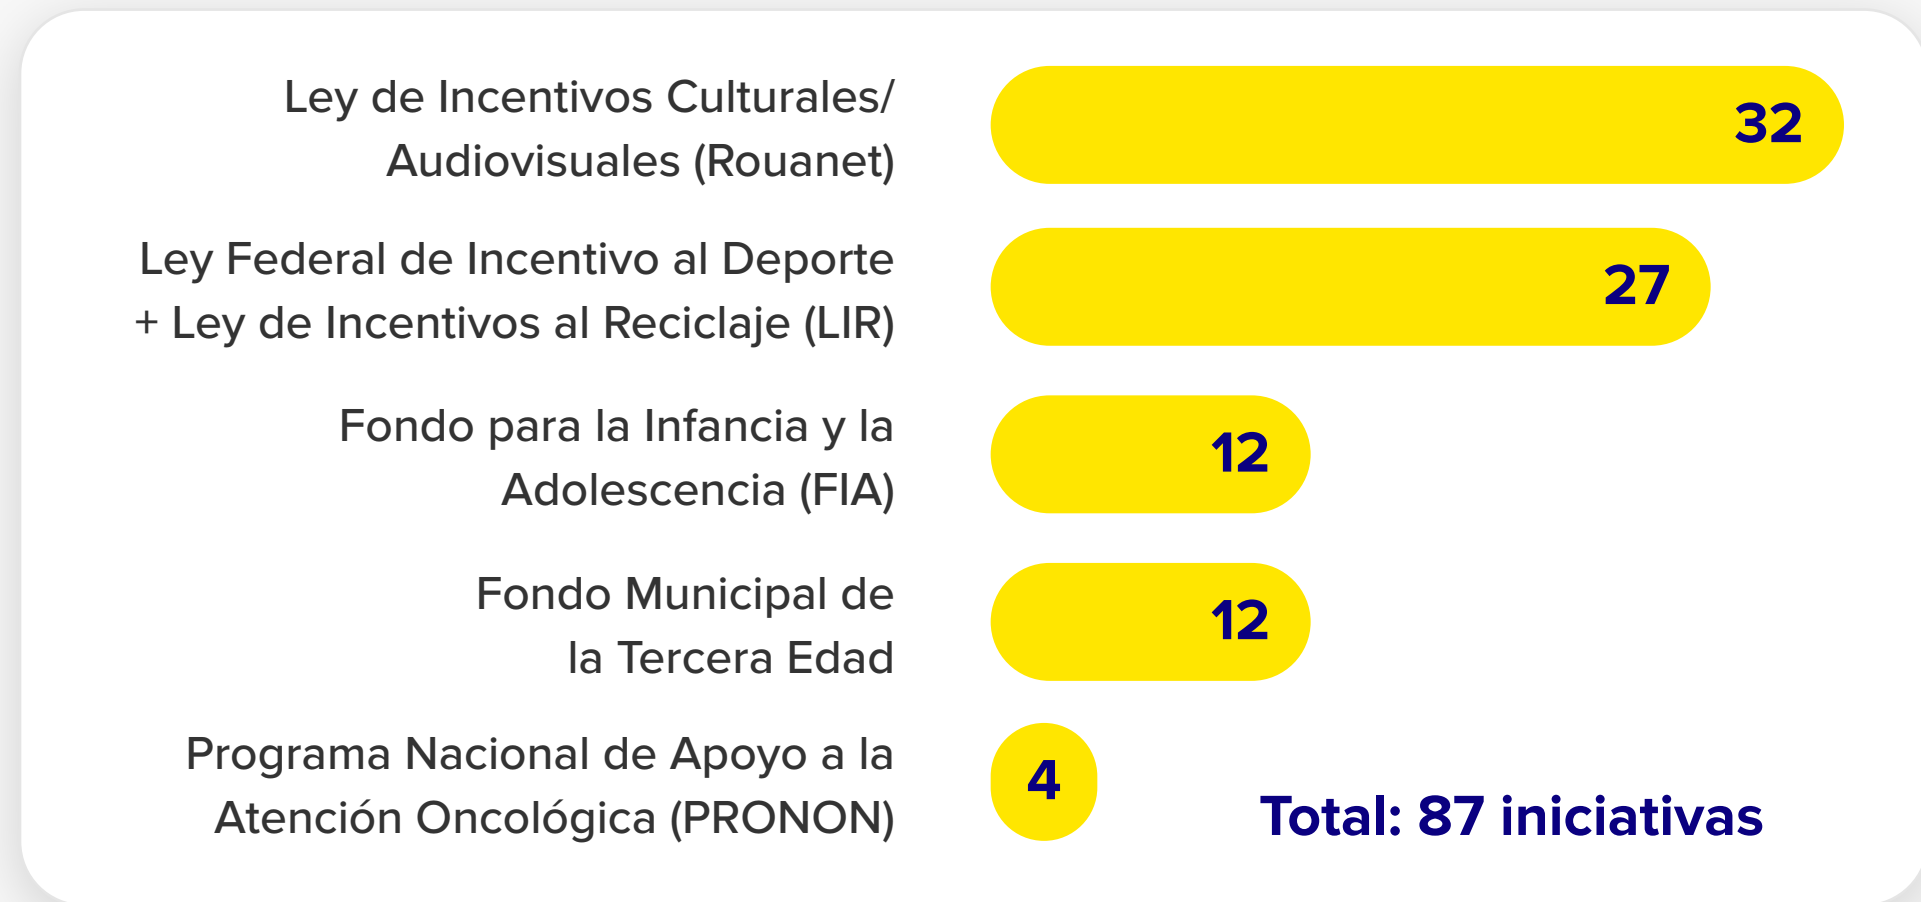 Ley de Incentivos Culturales/
Audiovisuales (Rouanet)
32
Ley Federal de Incentivo al Deporte
+ Ley de Incentivos al Reciclaje (LIR)
27
Fondo para la Infancia y la
Adolescencia (FIA)
12
Fondo Municipal de
la Tercera Edad
12
Programa Nacional de Apoyo a la
Atención Oncológica (PRONON)
4
Total: 87 iniciativas